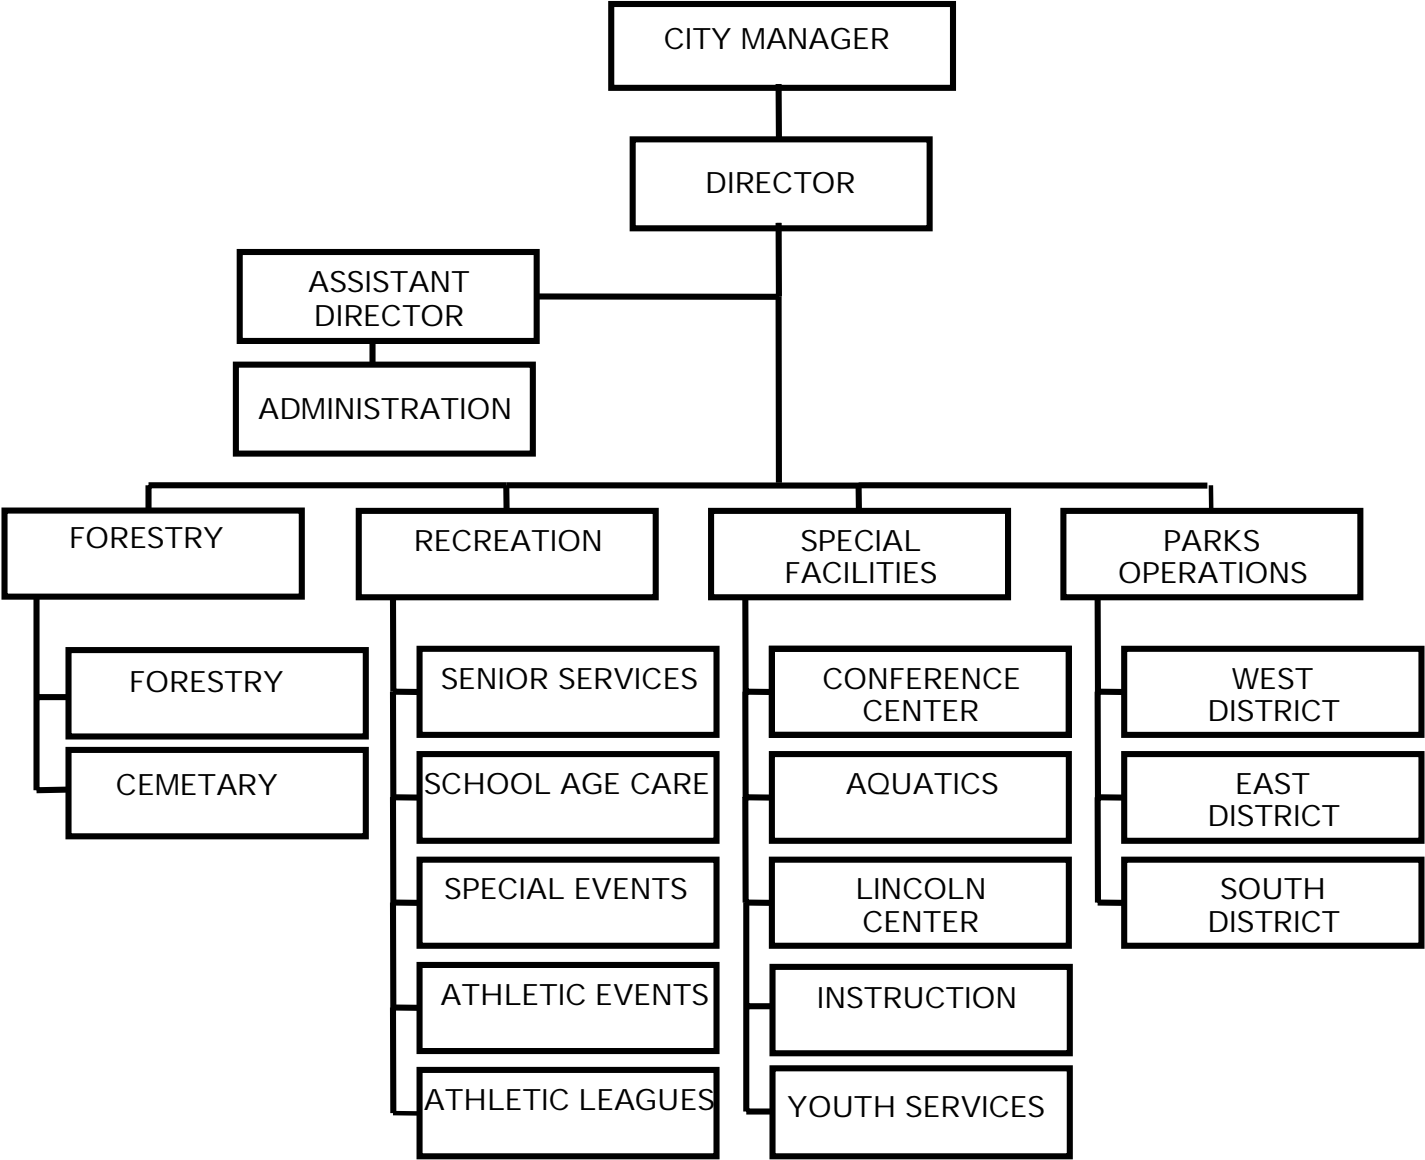 CITY MANAGER
DIRECTOR
ASSISTANT
DIRECTOR
ADMINISTRATION
FORESTRY
RECREATION
SPECIAL
FACILITIES
PARKS
OPERATIONS
FORESTRY
CEMETARY
SENIOR SERVICES
SCHOOL AGE CARE
SPECIAL EVENTS
ATHLETIC EVENTS
ATHLETIC LEAGUES
CONFERENCE
CENTER
AQUATICS
LINCOLN
CENTER
INSTRUCTION
YOUTH SERVICES
WEST
DISTRICT
EAST
DISTRICT
SOUTH
DISTRICT